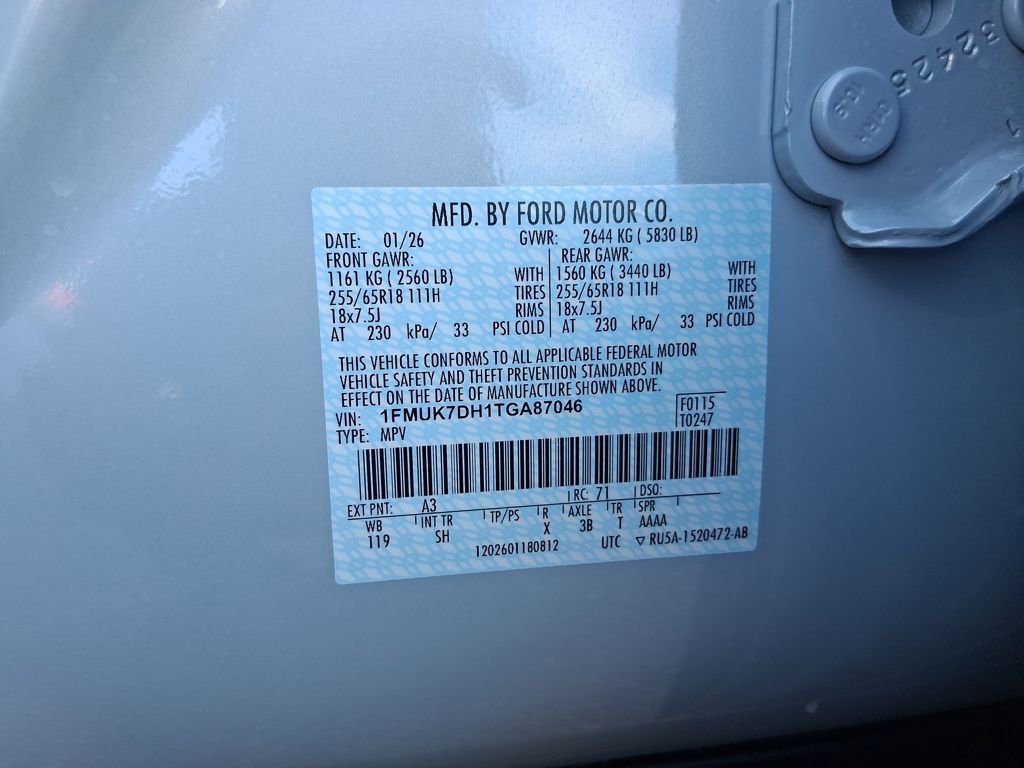 32425
10.9
MFD. BY FORD MOTOR CO.
DATE: 01/26 GVWR: 2644 KG ( 5830 LB)
FRONT GAWR: REAR GAWR:
1161 KG ( 2560 LB) WITH 1560 KG ( 3440 LB) WITH
255/65R18 111H TIRES 255/65R18 111H TIRES
18x7.5J RIMS 18x7.5J RIMS
AT 230 kPa/ 33 PSI COLD AT 230 kPa/ 33 PSI COLD
THIS VEHICLE CONFORMS TO ALL APPLICABLE FEDERAL MOTOR
VEHICLE SAFETY AND THEFT PREVENTION STANDARDS IN
EFFECT ON THE DATE OF MANUFACTURE SHOWN ABOVE.
VIN: 1FMUK7DH1TGA87046 F0115
TYPE: MPV T0247
EXT PNT: A3 RC: 71 DSO:
WB INT TR TP/PS R AXLE TR SPR
119 SH X 3B T AAAA
1202601180812 UTC ▽ RU5A-1520472-AB